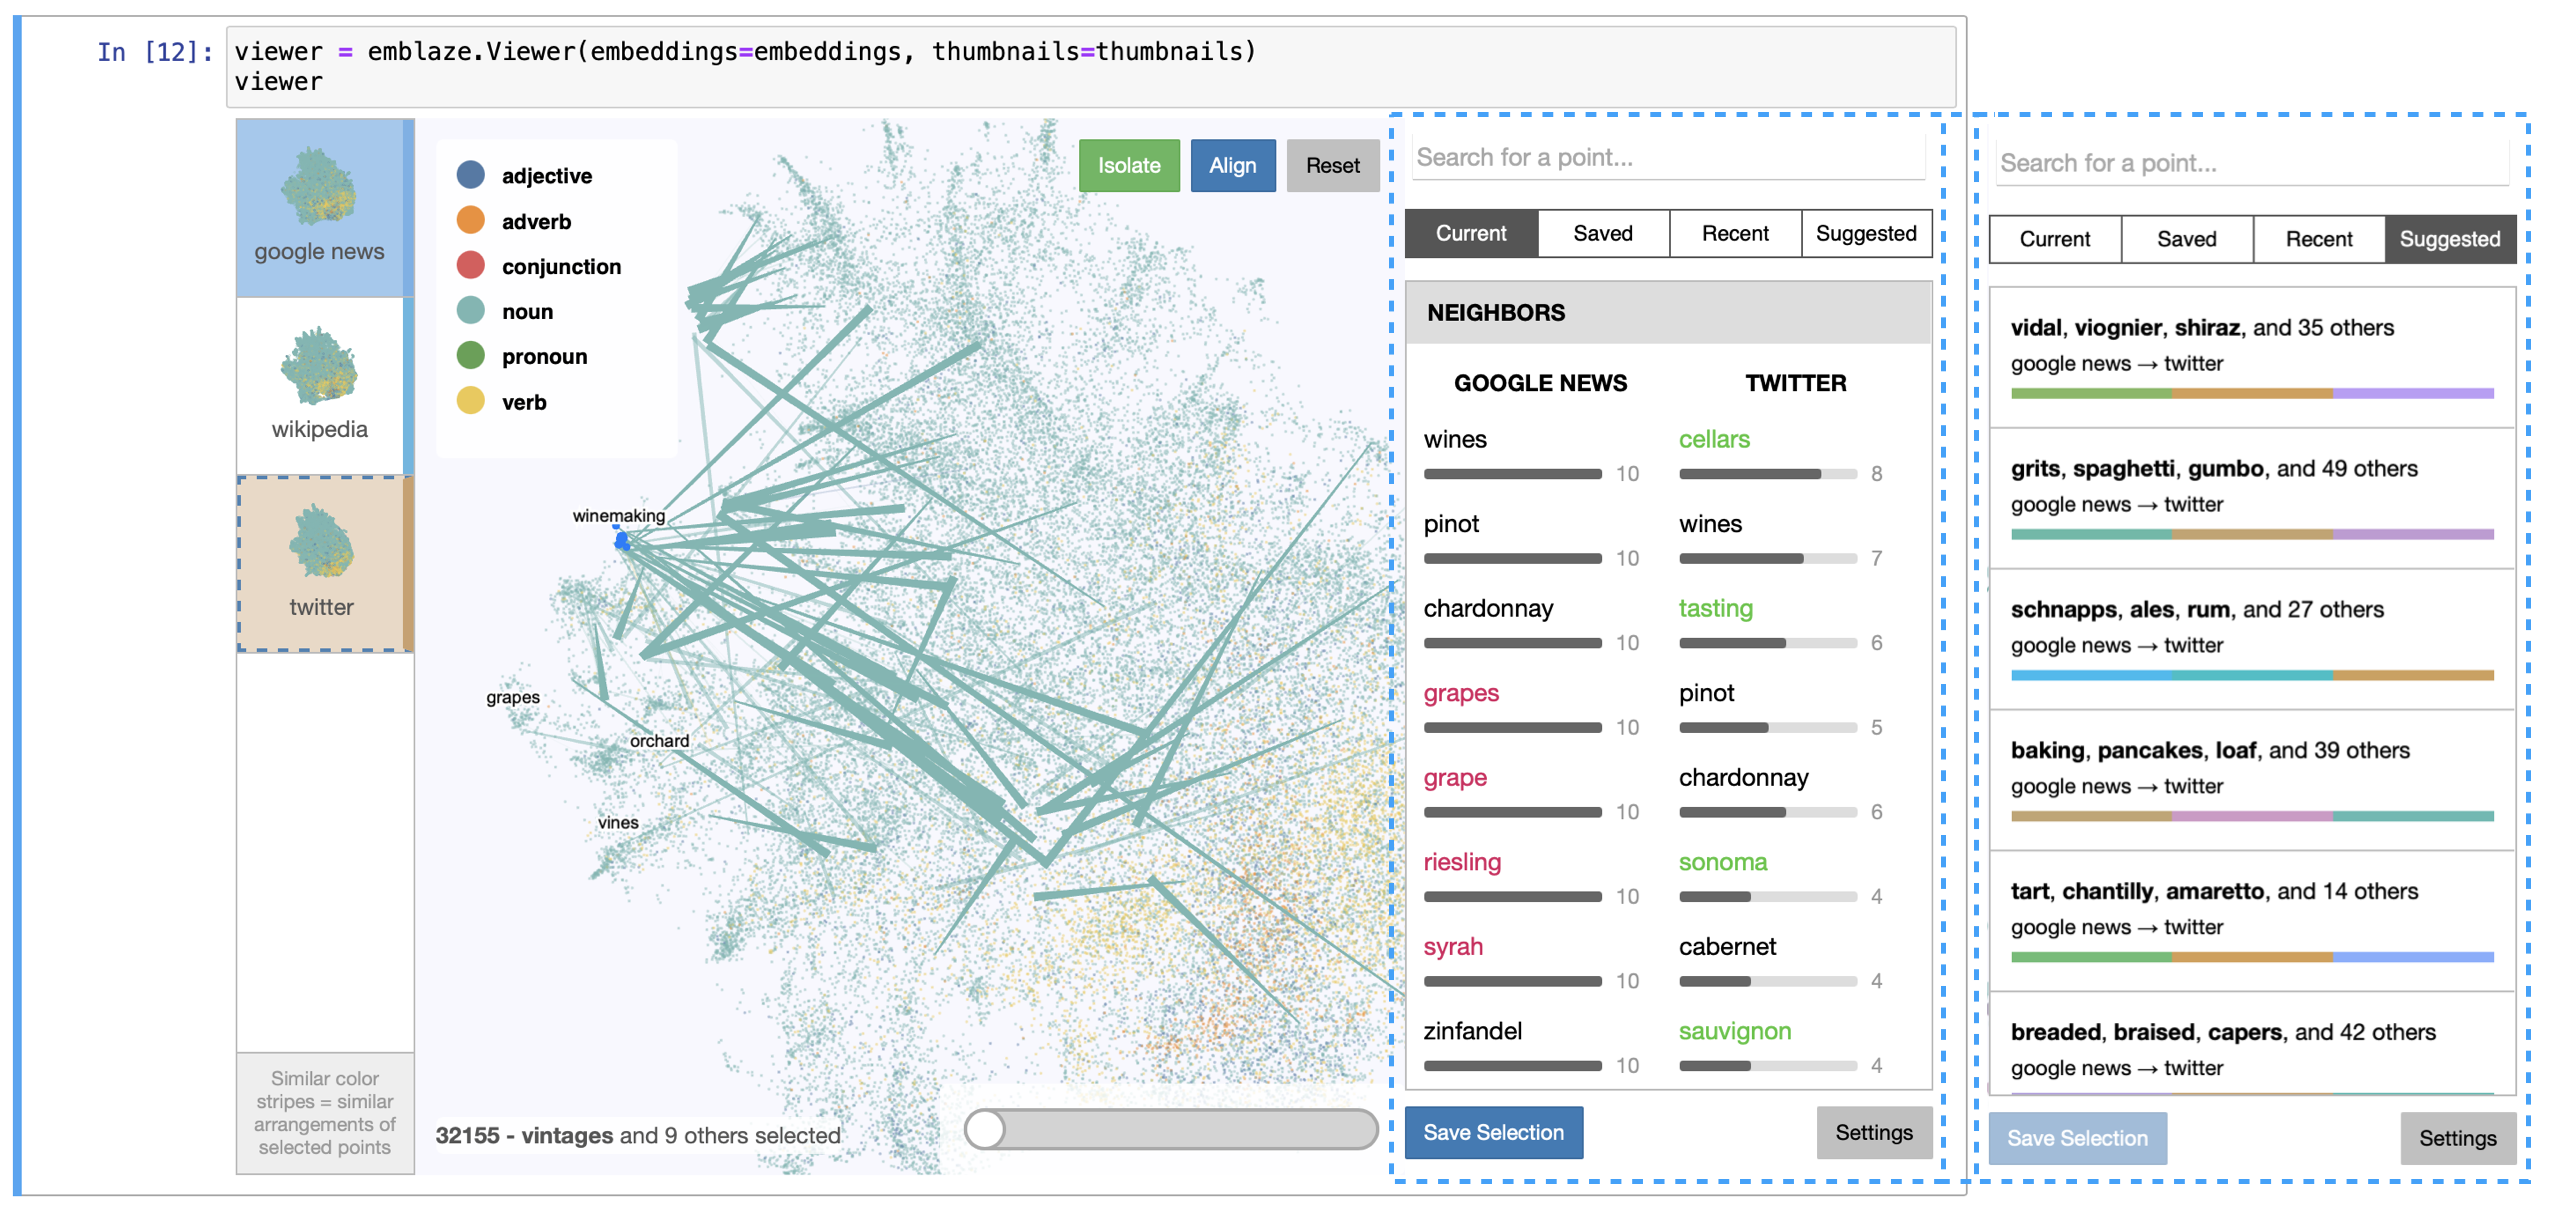 In [12]: viewer = emblaze.Viewer(embeddings=embeddings, thumbnails=thumbnails)
viewer
google news
wikipedia
twitter
Similar color
stripes = similar
arrangements of
selected points
adjective
adverb
conjunction
noun
pronoun
verb
Isolate Align Reset
winemaking
grapes
orchard
vines
32155 - vintages and 9 others selected
Search for a point...
Current Saved Recent Suggested
NEIGHBORS
GOOGLE NEWS TWITTER
wines cellars
10 8
pinot wines
10 7
chardonnay tasting
10 6
grapes pinot
10 5
grape chardonnay
10 6
riesling sonoma
10 4
syrah cabernet
10 4
zinfandel sauvignon
10 4
Save Selection Settings
Search for a point...
Current Saved Recent Suggested
vidal, viognier, shiraz, and 35 others
google news → twitter
grits, spaghetti, gumbo, and 49 others
google news → twitter
schnapps, ales, rum, and 27 others
google news → twitter
baking, pancakes, loaf, and 39 others
google news → twitter
tart, chantilly, amaretto, and 14 others
google news → twitter
breaded, braised, capers, and 42 others
google news → twitter
Save Selection Settings